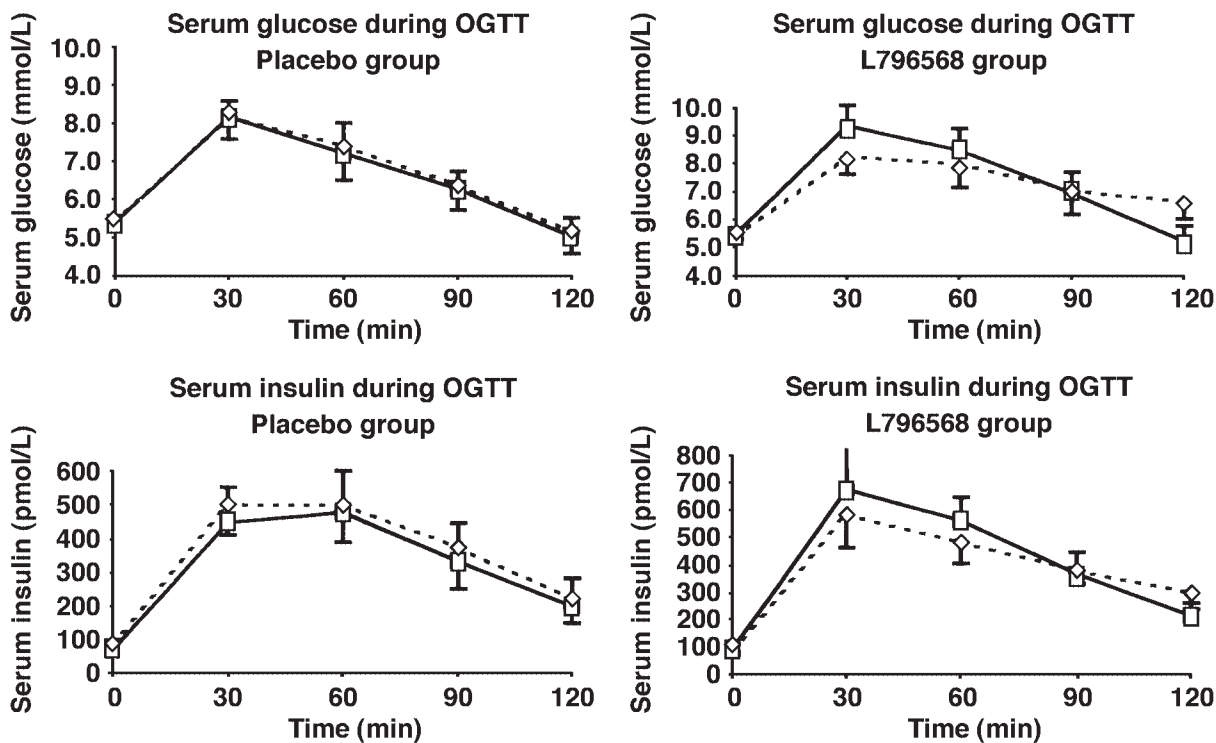 Serum glucose during OGTT
Placebo group
Serum glucose (mmol/L)
10.0
9.0
8.0
7.0
6.0
5.0
4.0
0 30 60 90 120
Time (min)
Serum glucose during OGTT
L796568 group
Serum glucose (mmol/L)
10.0
9.0
8.0
7.0
6.0
5.0
4.0
0 30 60 90 120
Time (min)
Serum insulin during OGTT
Placebo group
Serum insulin (pmol/L)
600
500
400
300
200
100
0
0 30 60 90 120
Time (min)
Serum insulin during OGTT
L796568 group
Serum insulin (pmol/L)
800
700
600
500
400
300
200
100
0
0 30 60 90 120
Time (min)